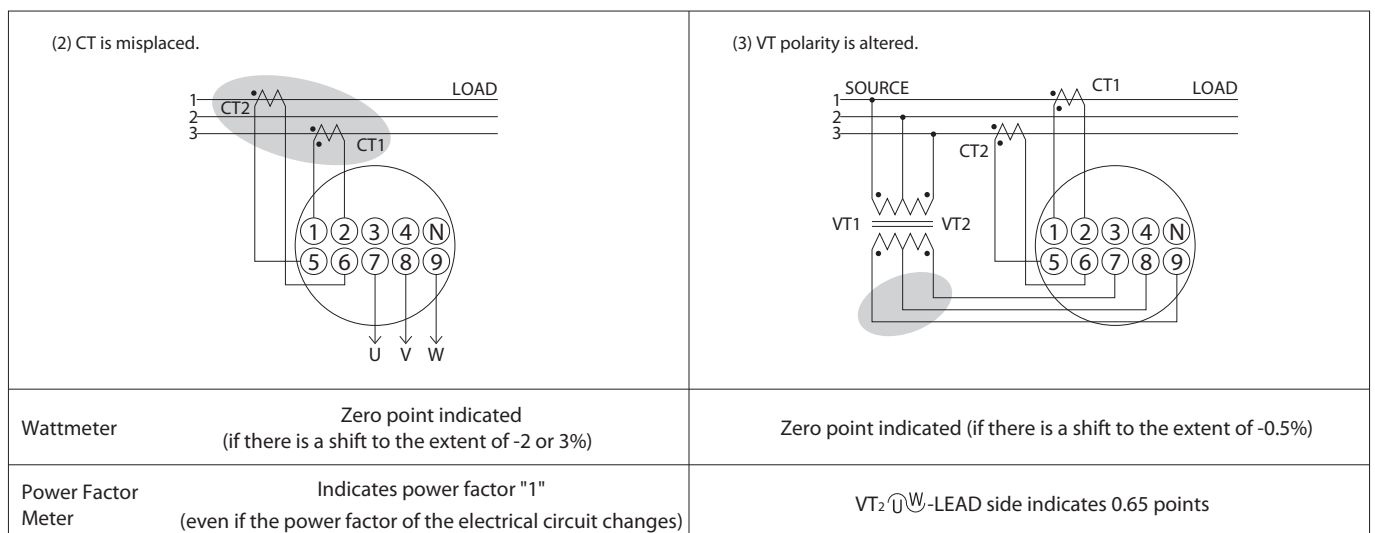 (2) CT is misplaced.
1
2
3
CT2
CT1
LOAD
1 2 3 4 N
5 6 7 8 9
U V W
(3) VT polarity is altered.
SOURCE
1
2
3
CT1
LOAD
CT2
VT1
VT2
1 2 3 4 N
5 6 7 8 9
Wattmeter
Zero point indicated
(if there is a shift to the extent of -2 or 3%)
Zero point indicated (if there is a shift to the extent of -0.5%)
Power Factor
Meter
Indicates power factor "1"
(even if the power factor of the electrical circuit changes)
VT₂ U W-LEAD side indicates 0.65 points